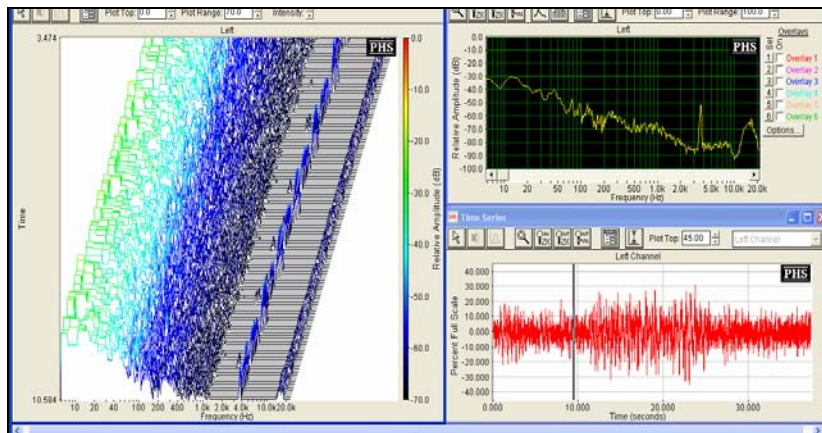 Plot Top: 0.0 Plot Range: 70.0 Intensity:
Left
PHS
3.474
Time
10.594
0.0
-10.0
-20.0
-30.0
-40.0
-50.0
-60.0
-70.0
Relative Amplitude (dB)
10 20 40 100 200 400 1.0k 2.0k 4.0k 10.0k 20.0k
Frequency (Hz)
Plot Top: 0.00 Plot Range: 100.0
Left
PHS
Relative Amplitude (dB)
0.0
-10.0
-20.0
-30.0
-40.0
-50.0
-60.0
-70.0
-80.0
-90.0
-100.0
10 20 50 100 200 500 1.0k 2.0k 5.0k 10.0k 20.0k
Frequency (Hz)
Overlays
Set
On
1 Overlay 1
2 Overlay 2
3 Overlay 3
4 Overlay 4
5 Overlay 5
6 Overlay 6
Options...
Time Series
Plot Top: 45.00 Left Channel
Left Channel
PHS
Percent Full Scale
40.000
30.000
20.000
10.000
0.000
-10.000
-20.000
-30.000
-40.000
0.000 10.000 20.000 30.000
Time (seconds)